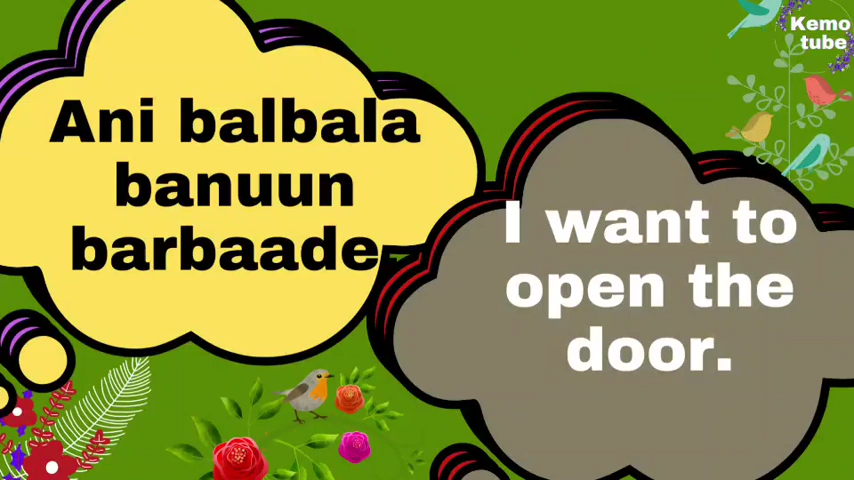 Kemo
tube
Ani balbala
banuun
barbaade
I want to
open the
door.